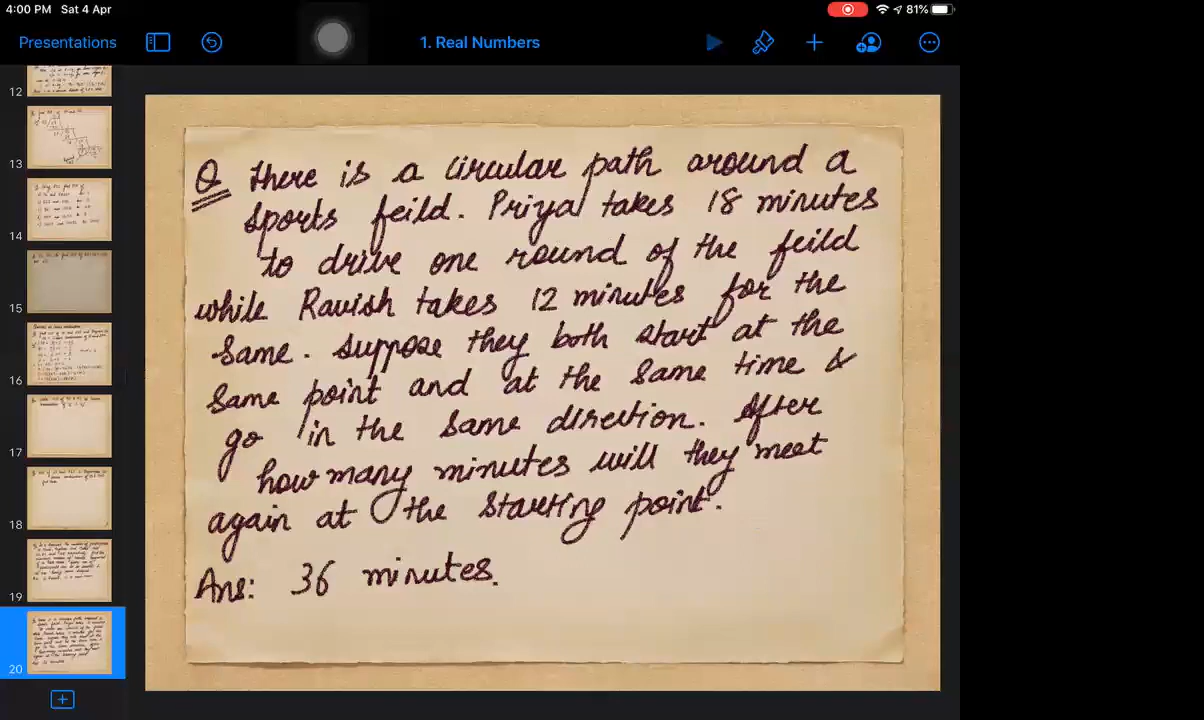 4:00 PM Sat 4 Apr
81%
Presentations
1. Real Numbers
12
13
14
15
16
17
18
19
20
Q There is a circular path around a
sports feild. Priya takes 18 minutes
to drive one round of the feild
while Ravish takes 12 minutes for the
same. Suppose they both start at the
same point and at the same time &
go in the same direction. After
how many minutes will they meet
again at the starting point.
Ans: 36 minutes.